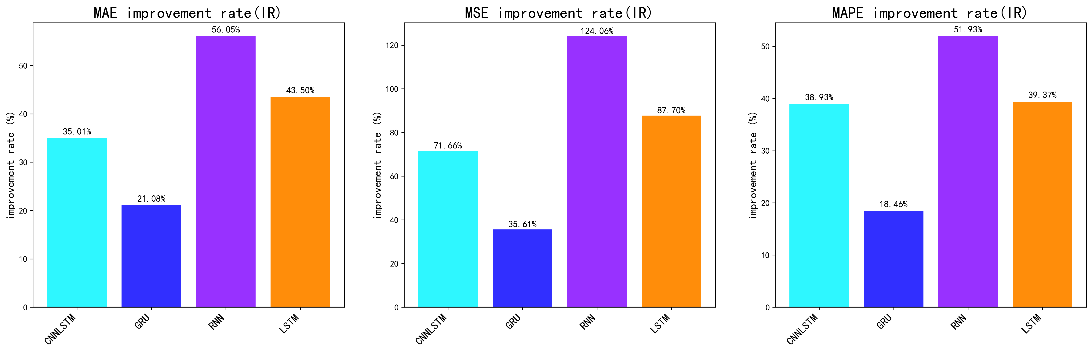 MAE improvement rate(IR)
improvement rate (%)
60
50
40
30
20
10
0
35.01%
21.08%
56.05%
43.50%
CNNLSTM
GRU
RNN
LSTM
MSE improvement rate(IR)
improvement rate (%)
120
100
80
60
40
20
0
71.66%
35.61%
124.06%
87.70%
CNNLSTM
GRU
RNN
LSTM
MAPE improvement rate(IR)
improvement rate (%)
50
40
30
20
10
0
38.93%
18.46%
51.93%
39.37%
CNNLSTM
GRU
RNN
LSTM